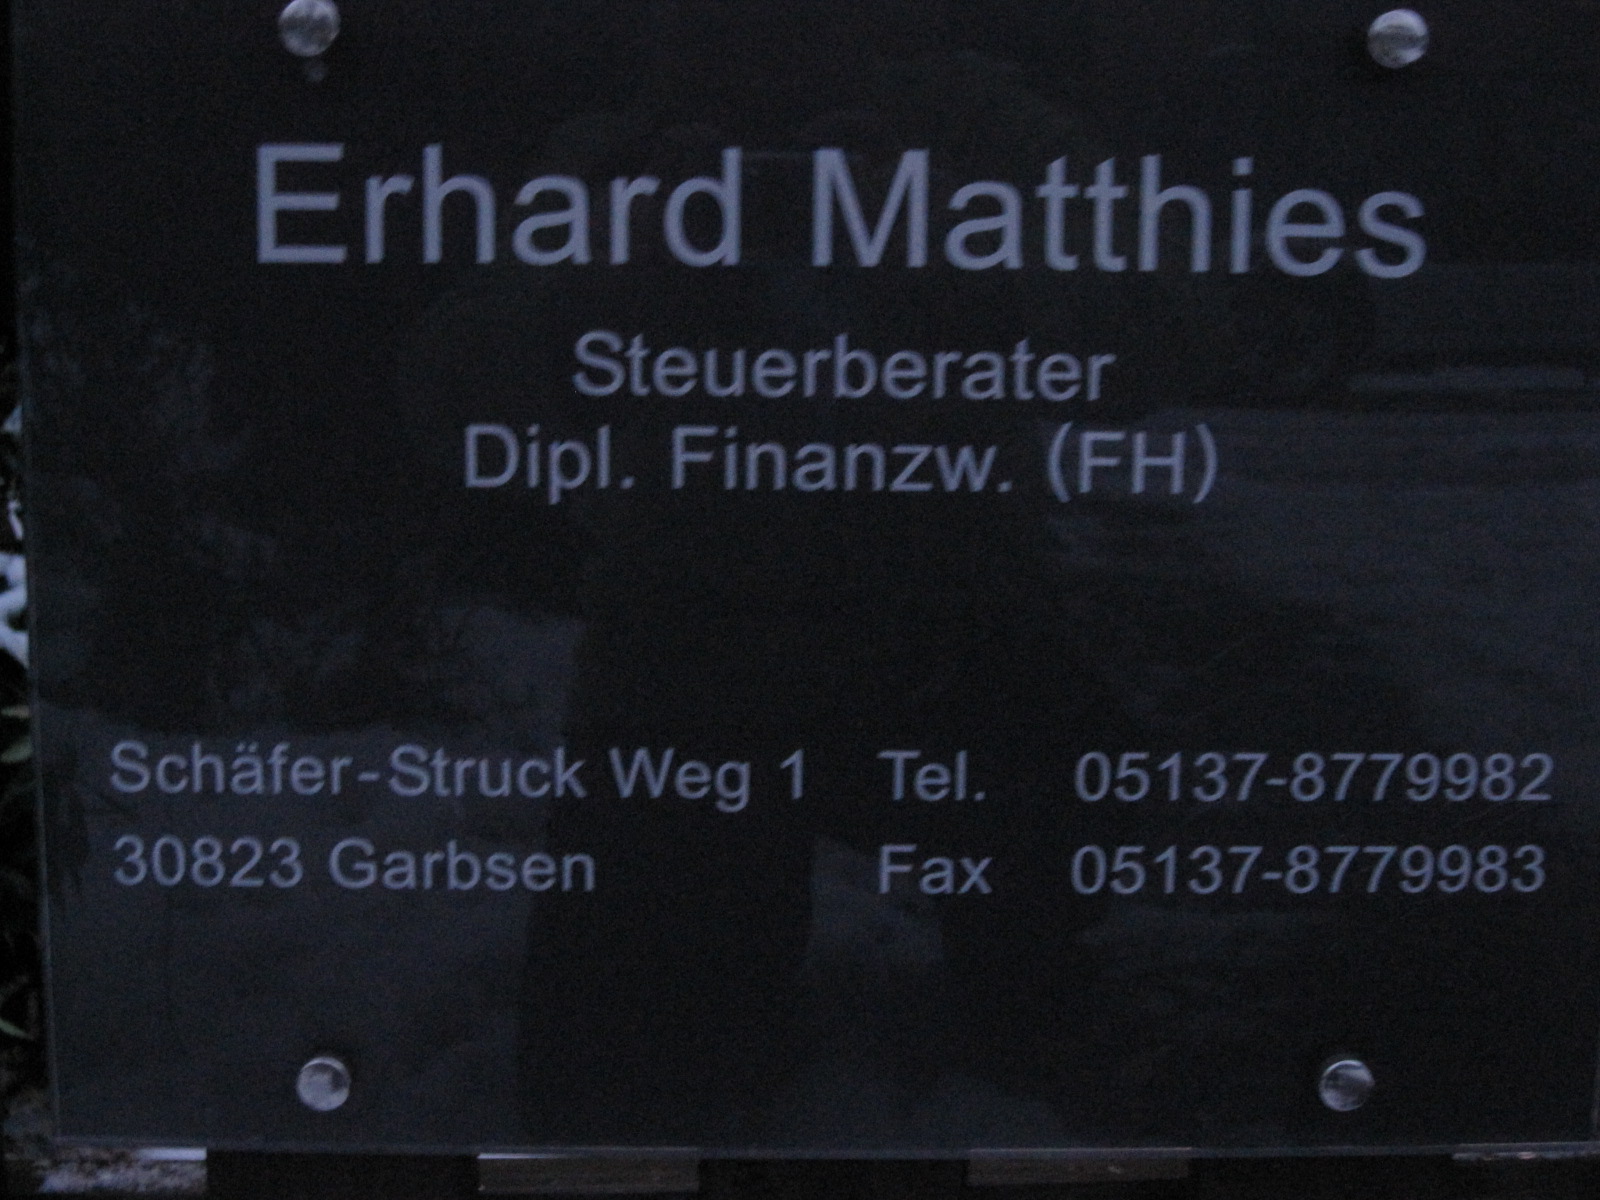 Erhard Matthies
Steuerberater
Dipl. Finanzw. (FH)
Schäfer-Struck Weg 1 Tel. 05137-8779982
30823 Garbsen Fax 05137-8779983